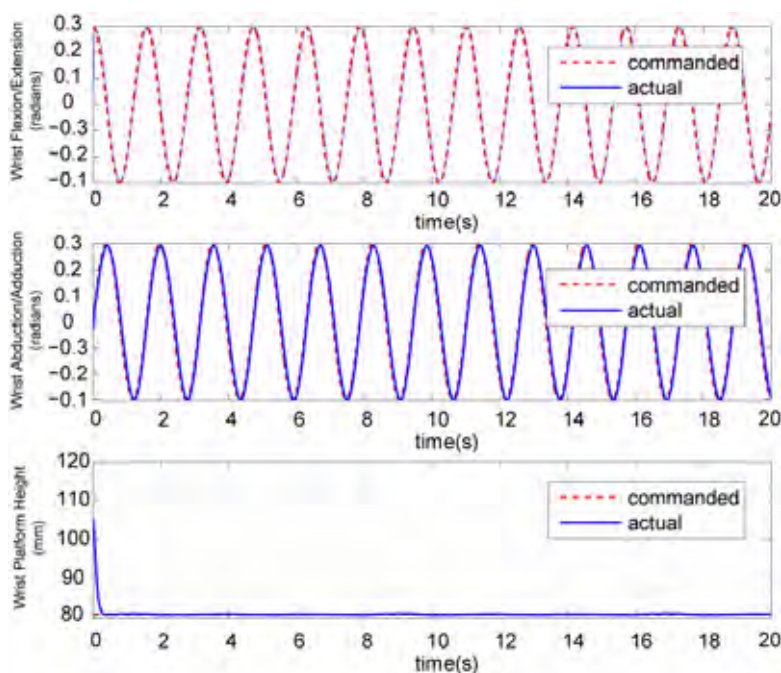 Wrist Flexion/Extension
(radians)
0.3
0.2
0.1
0
−0.3
−0.2
−0.1
commanded
actual
0 2 4 6 8 10 12 14 16 18 20
time(s)
Wrist Abduction/Adduction
(radians)
0.3
0.2
0.1
0
−0.3
−0.2
−0.1
commanded
actual
0 2 4 6 8 10 12 14 16 18 20
time(s)
Wrist Platform Height
(mm)
120
110
100
90
80
commanded
actual
0 2 4 6 8 10 12 14 16 18 20
time(s)